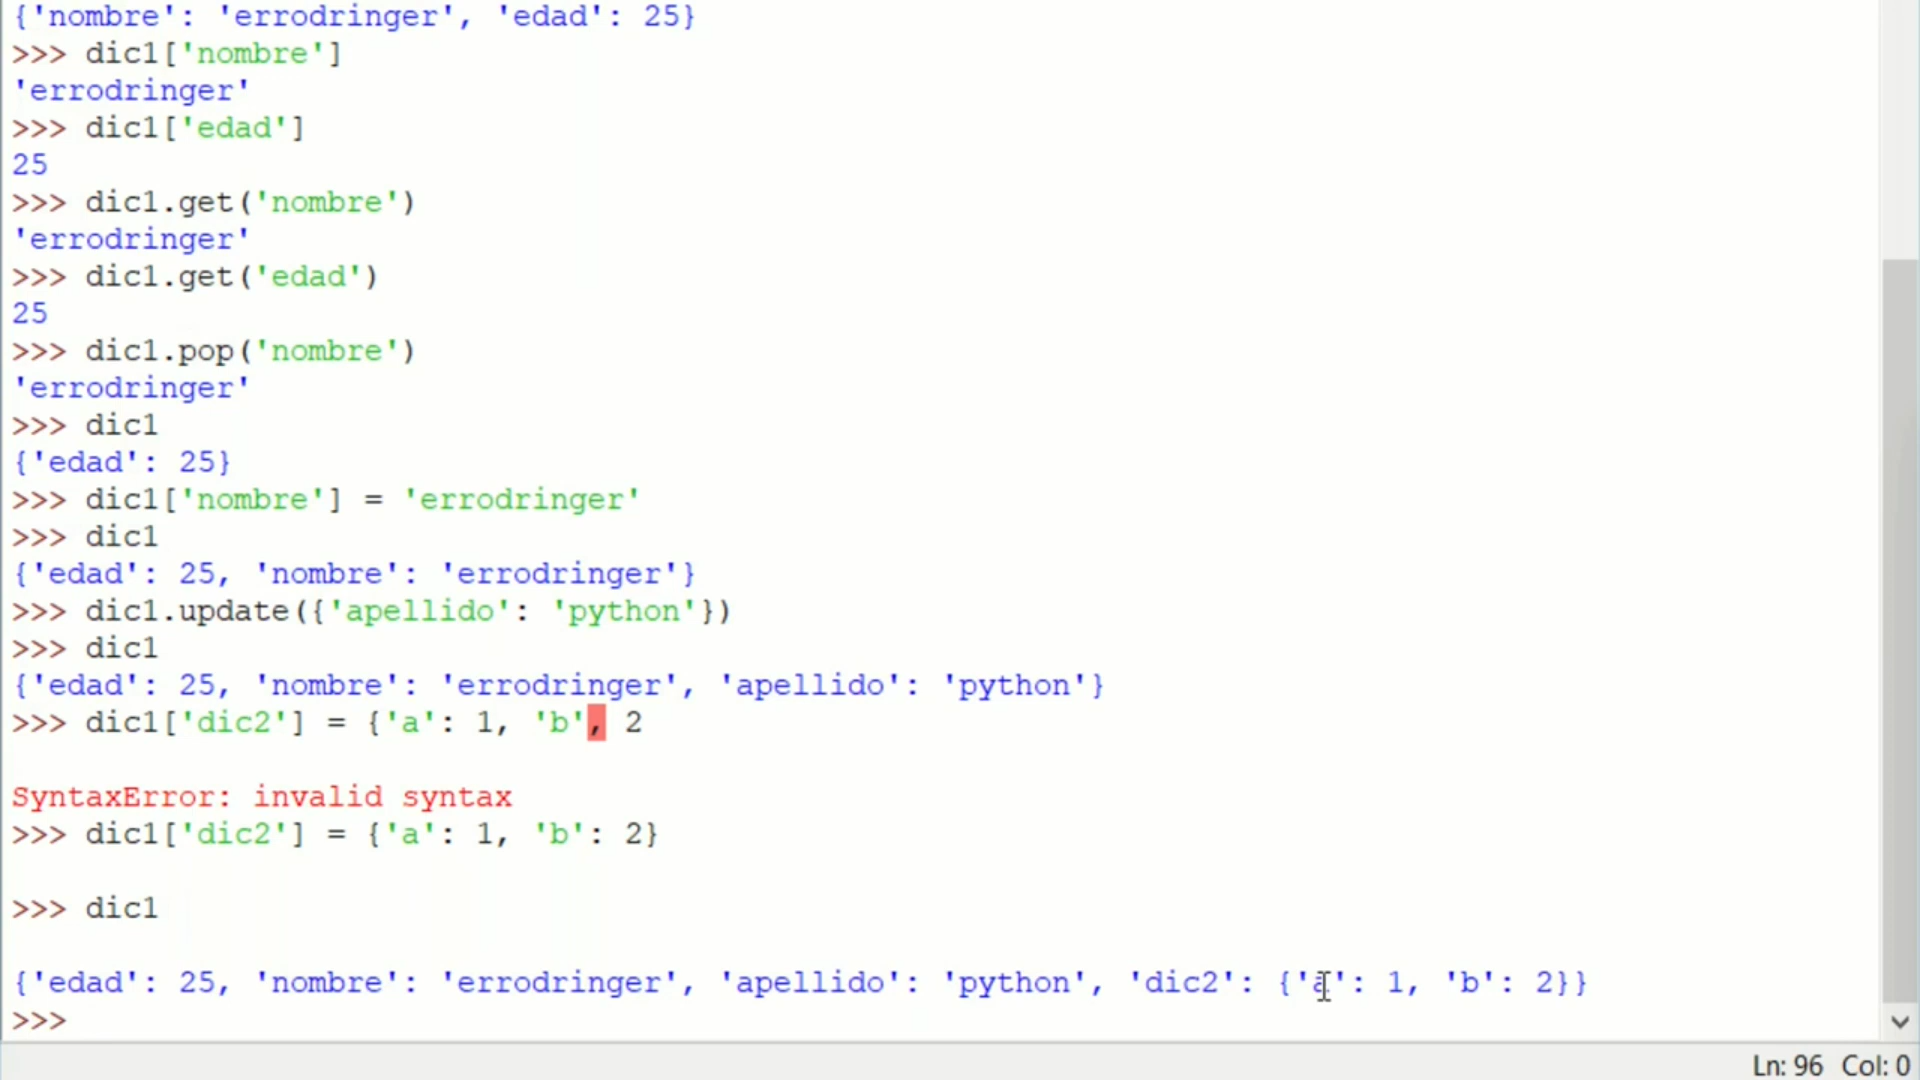 {'nombre': 'errodringer', 'edad': 25}
>>> dic1['nombre']
'errodringer'
>>> dic1['edad']
25
>>> dic1.get('nombre')
'errodringer'
>>> dic1.get('edad')
25
>>> dic1.pop('nombre')
'errodringer'
>>> dic1
{'edad': 25}
>>> dic1['nombre'] = 'errodringer'
>>> dic1
{'edad': 25, 'nombre': 'errodringer'}
>>> dic1.update({'apellido': 'python'})
>>> dic1
{'edad': 25, 'nombre': 'errodringer', 'apellido': 'python'}
>>> dic1['dic2'] = {'a': 1, 'b', 2
SyntaxError: invalid syntax
>>> dic1['dic2'] = {'a': 1, 'b': 2}
>>> dic1
{'edad': 25, 'nombre': 'errodringer', 'apellido': 'python', 'dic2': {'a': 1, 'b': 2}}
>>>
Ln: 96 Col: 0